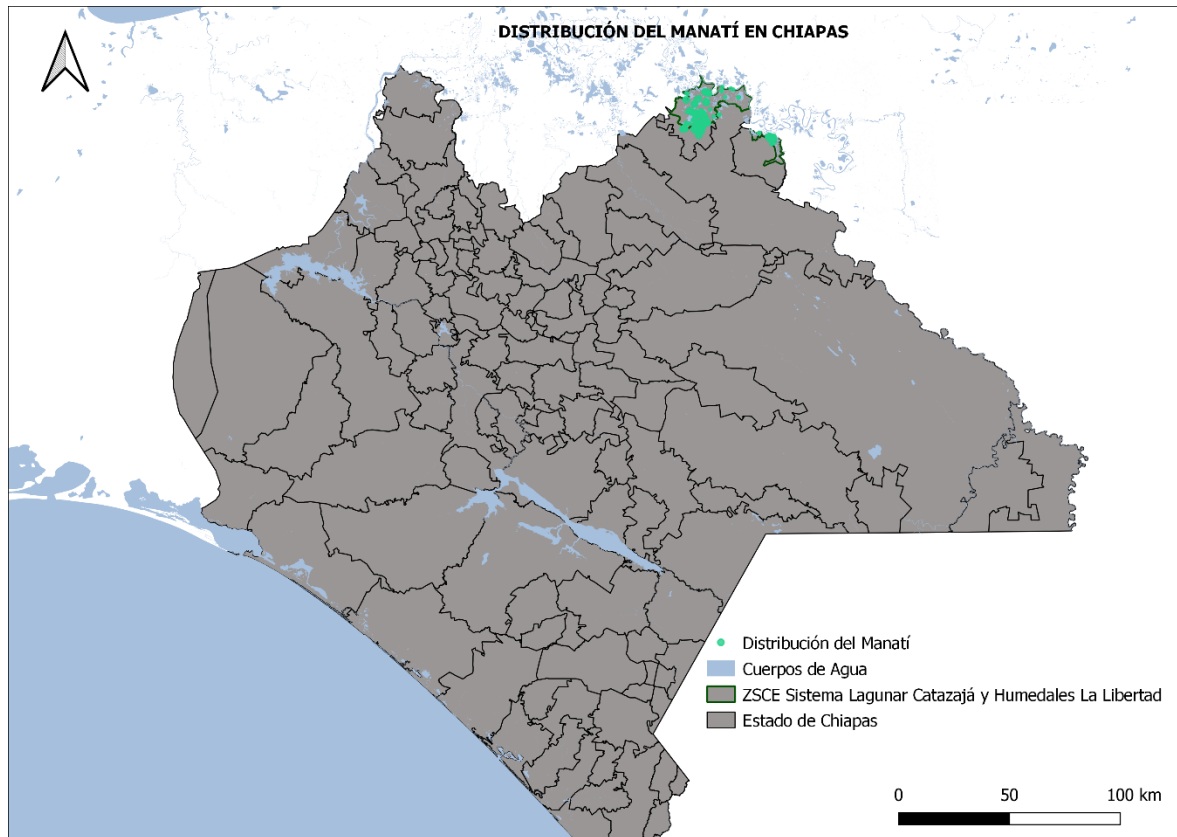 DISTRIBUCIÓN DEL MANATÍ EN CHIAPAS
Distribución del Manatí
Cuerpos de Agua
ZSCE Sistema Lagunar Catazajá y Humedales La Libertad
Estado de Chiapas
0 50 100 km